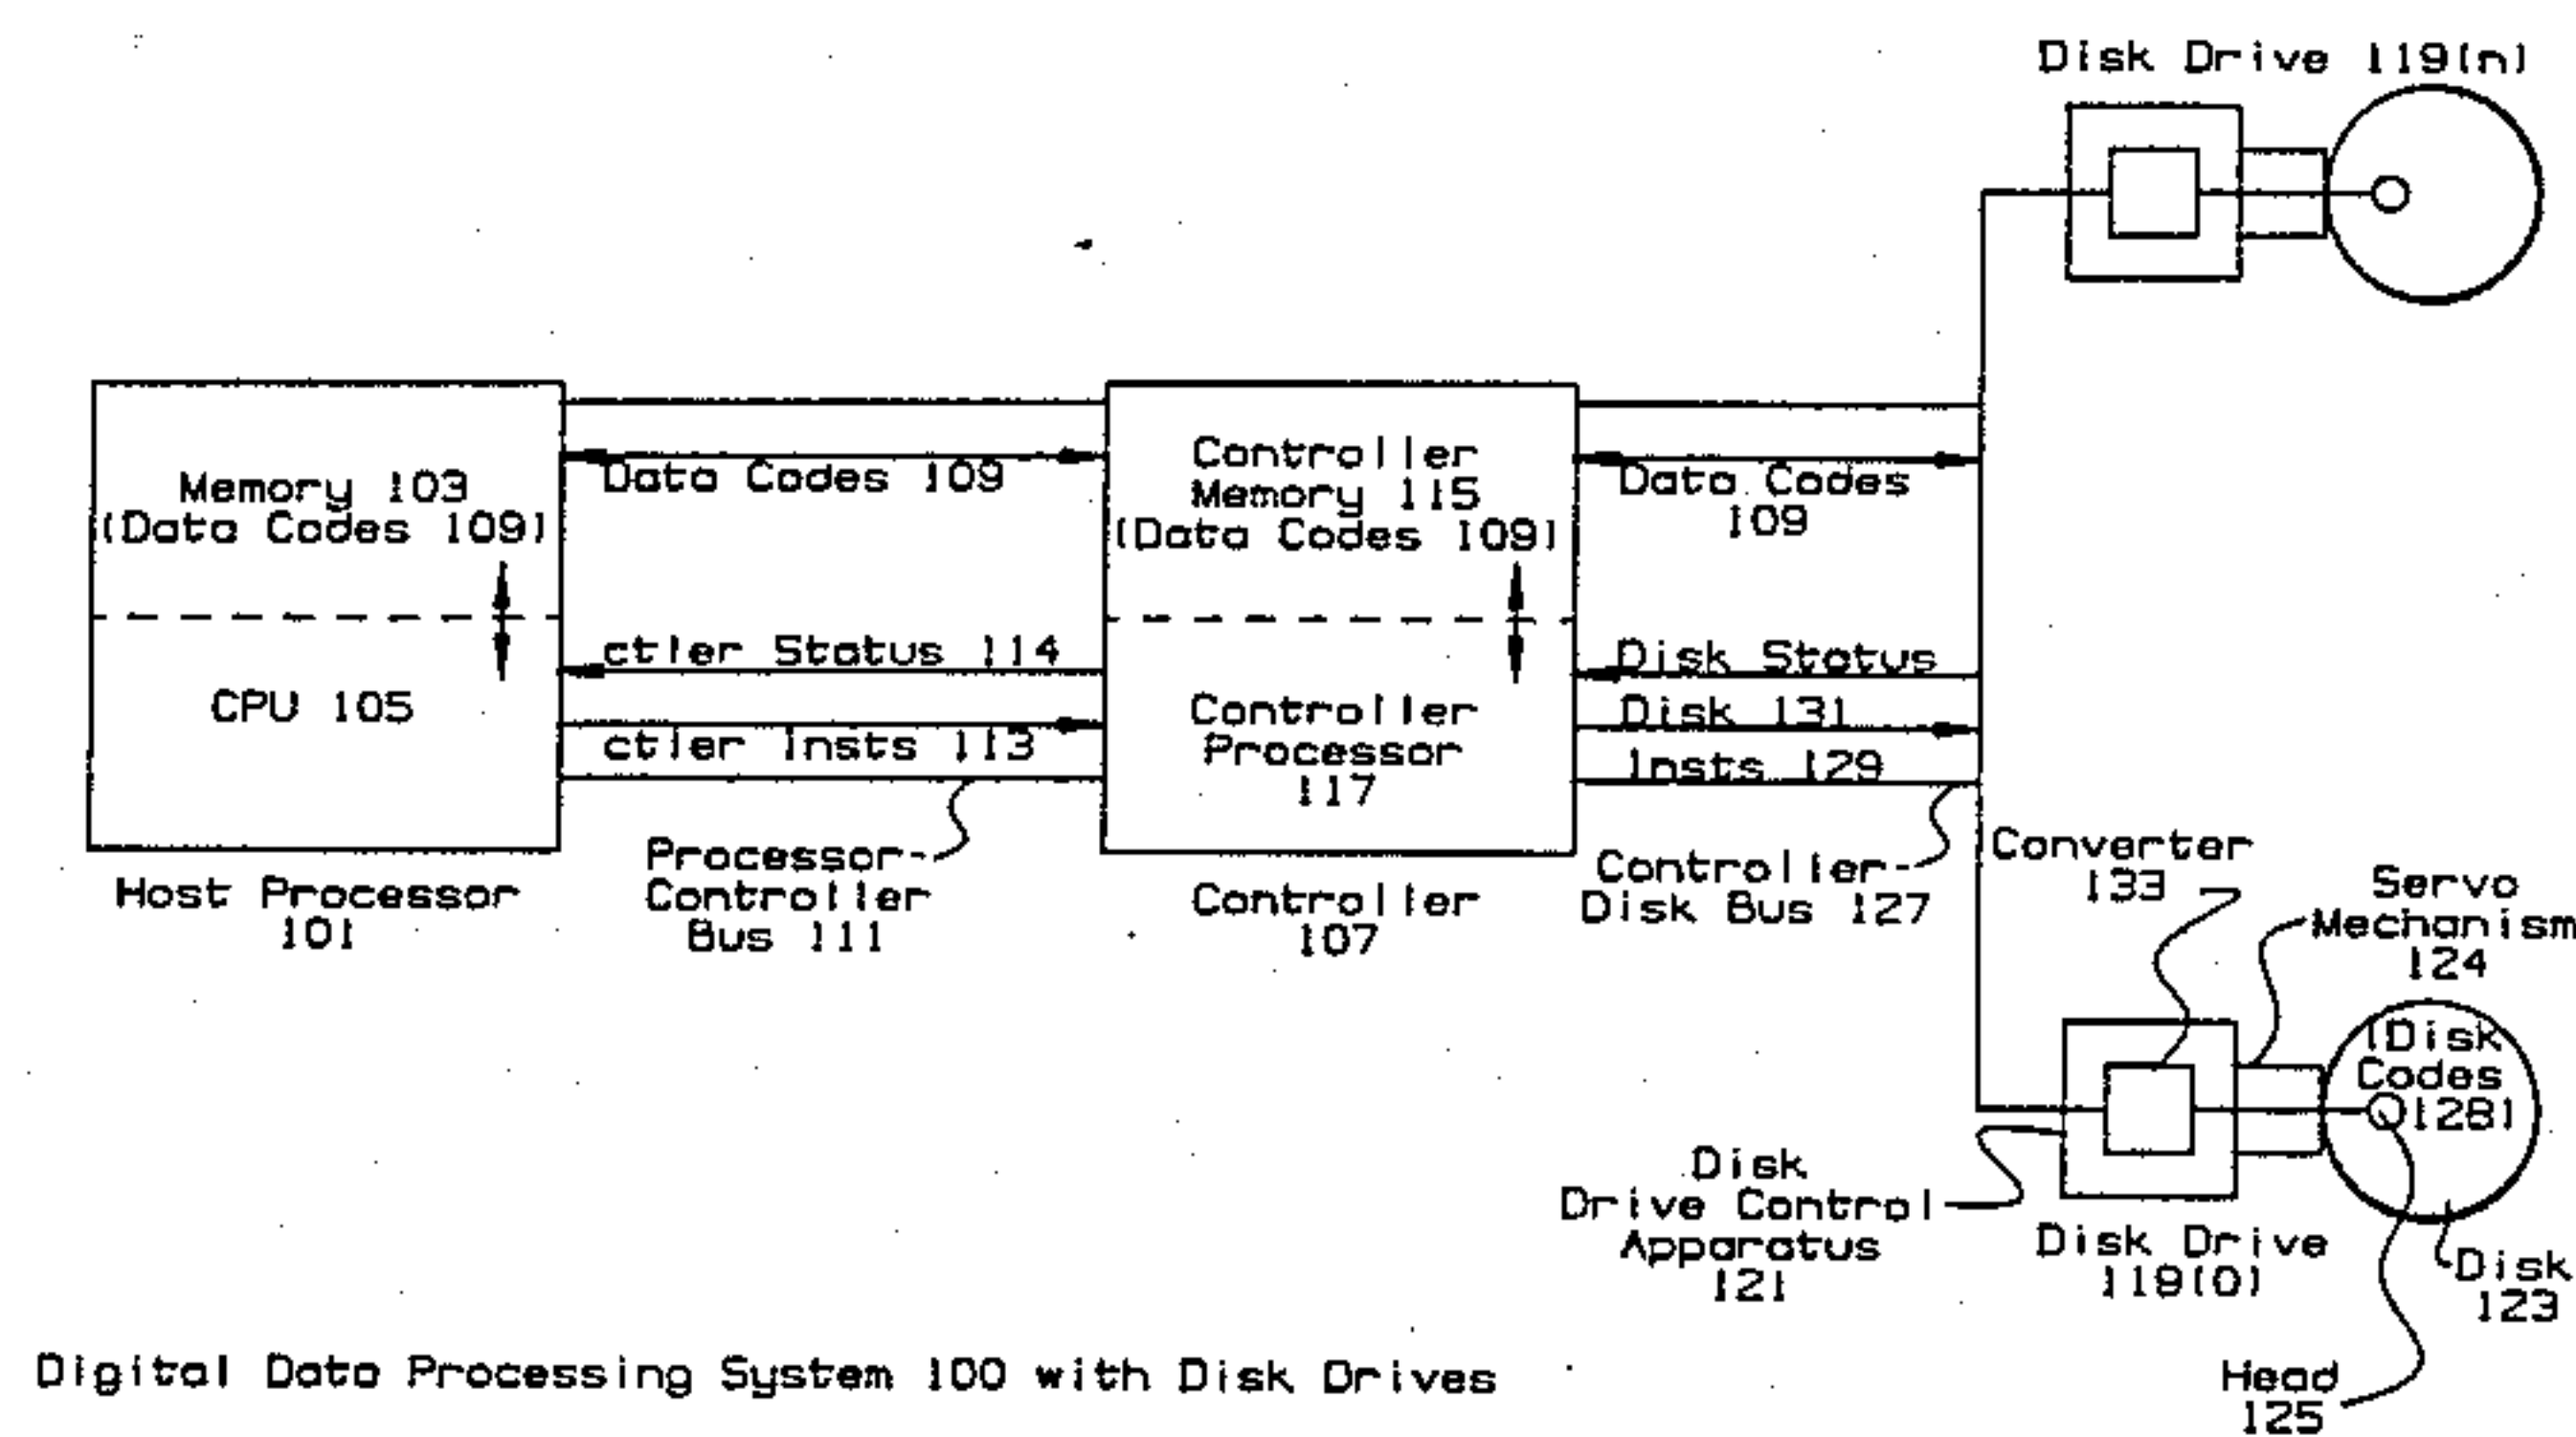 Disk Drive 119(n)
Memory 103
(Data Codes 109)
CPU 105
Host Processor
101
Data Codes 109
ctler Status 114
ctler Insts 113
Processor-
Controller
Bus 111
Controller
Memory 115
(Data Codes 109)
Controller
Processor
117
Controller
107
Data Codes
109
Disk Status
Disk 131
Insts 129
Controller-
Disk Bus 127
Converter
133
Servo
Mechanism
124
(Disk
Codes
128)
Disk
Drive Control
Apparatus
121
Disk Drive
119(0)
Disk
123
Head
125
Digital Data Processing System 100 with Disk Drives